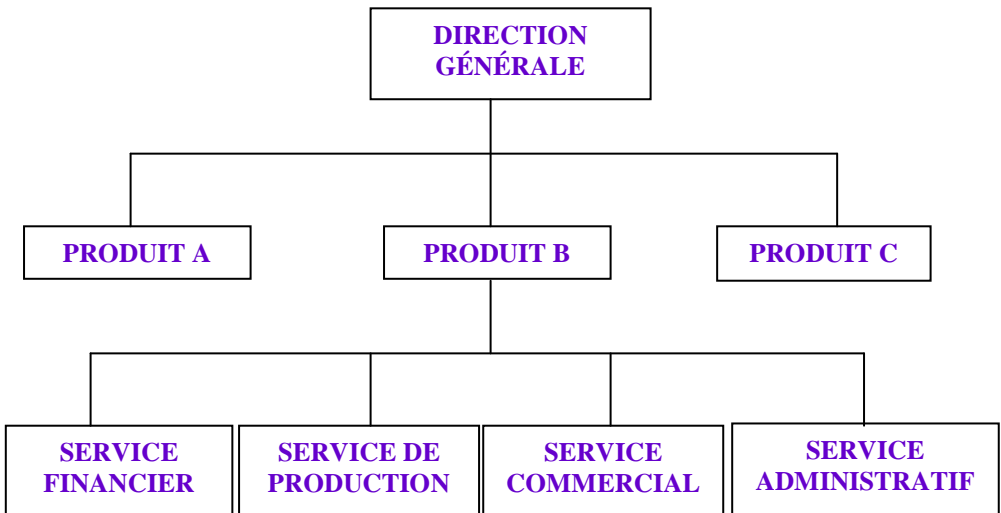 DIRECTION
GÉNÉRALE
PRODUIT A
PRODUIT B
PRODUIT C
SERVICE
FINANCIER
SERVICE DE
PRODUCTION
SERVICE
COMMERCIAL
SERVICE
ADMINISTRATIF